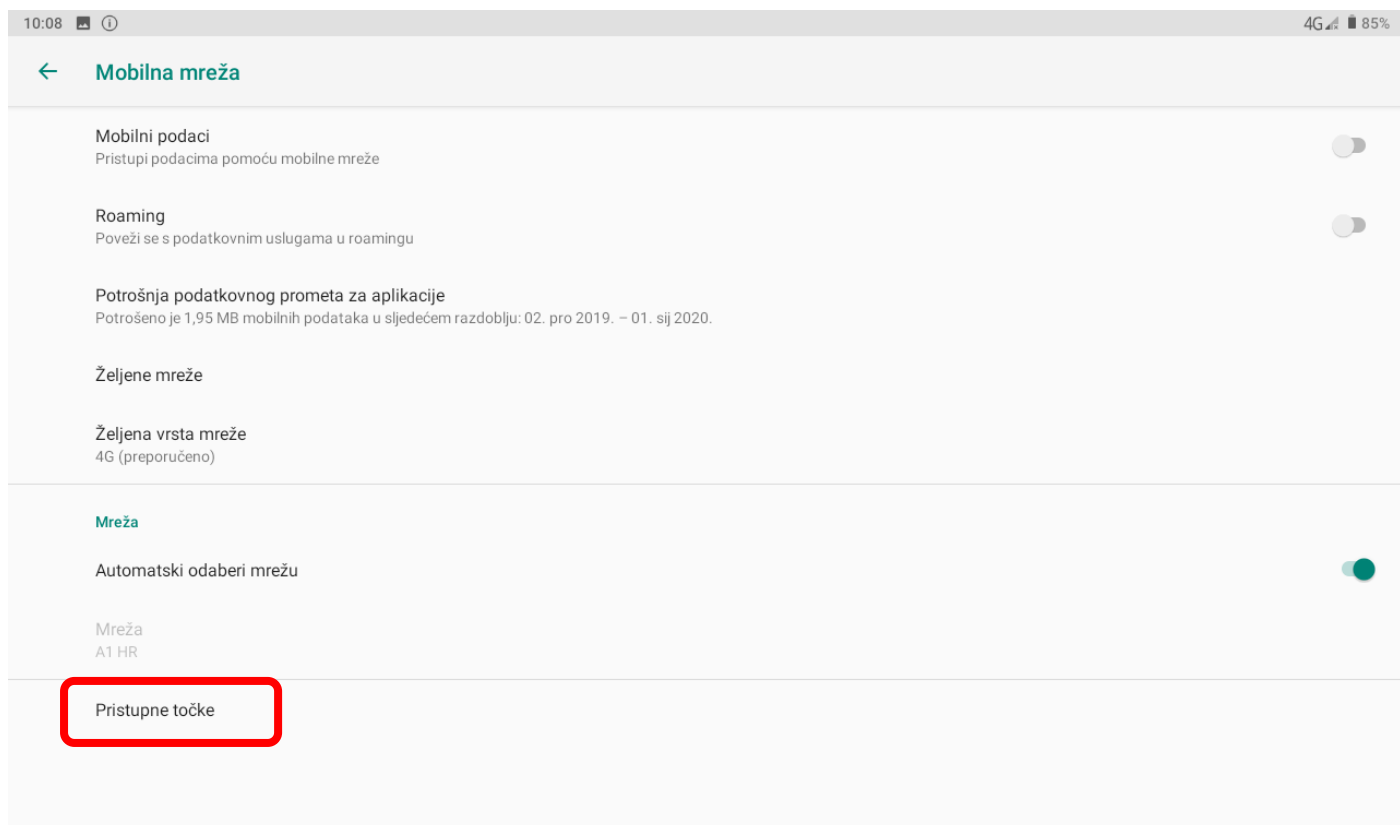 10:08 4G 85%
Mobilna mreža
Mobilni podaci
Pristupi podacima pomoću mobilne mreže
Roaming
Poveži se s podatkovnim uslugama u roamingu
Potrošnja podatkovnog prometa za aplikacije
Potrošeno je 1,95 MB mobilnih podataka u sljedećem razdoblju: 02. pro 2019. – 01. sij 2020.
Željene mreže
Željena vrsta mreže
4G (preporučeno)
Mreža
Automatski odaberi mrežu
Mreža
A1 HR
Pristupne točke